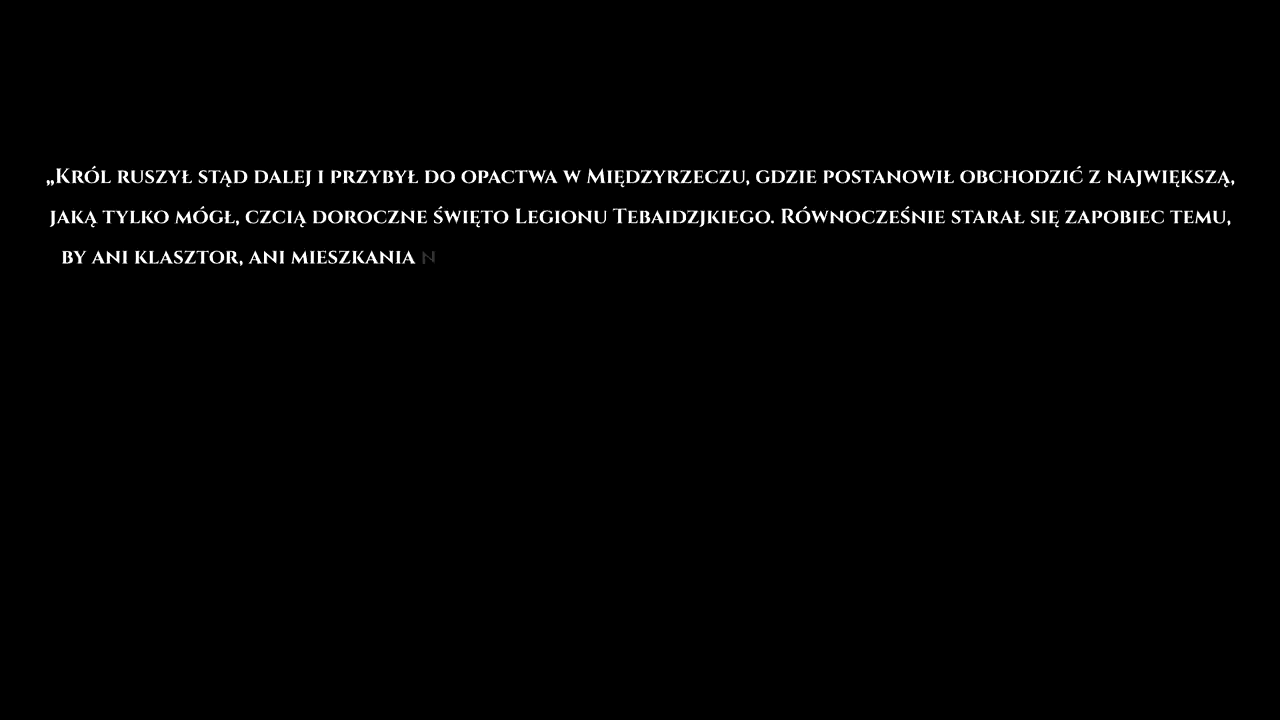 „Król ruszył stąd dalej i przybył do opactwa w Międzyrzeczu, gdzie postanowił obchodzić z największą,
jaką tylko mógł, czcią doroczne święto Legionu Tebaidzjkiego. Równocześnie starał się zapobiec temu,
by ani klasztor, ani mieszkania n